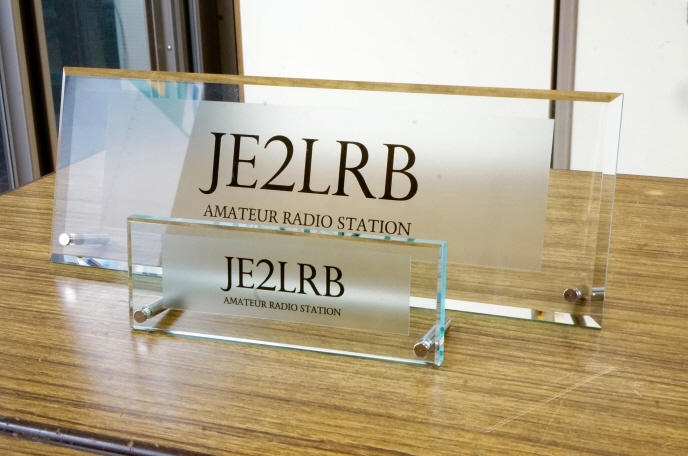 JE2LRB
AMATEUR RADIO STATION
JE2LRB
AMATEUR RADIO STATION